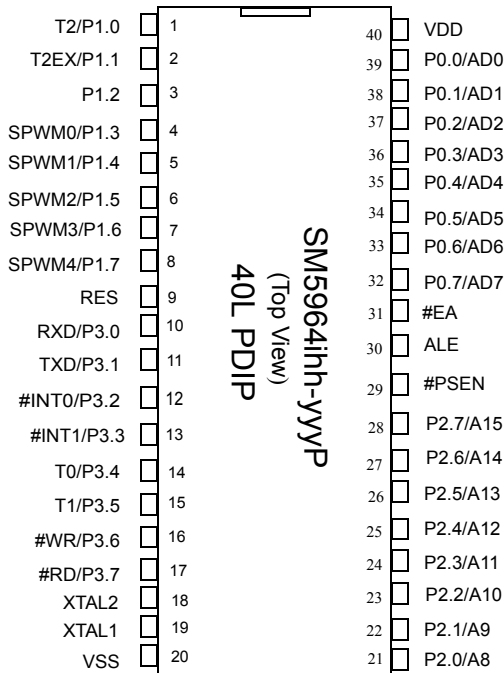 T2/P1.0 1
T2EX/P1.1 2
P1.2 3
SPWM0/P1.3 4
SPWM1/P1.4 5
SPWM2/P1.5 6
SPWM3/P1.6 7
SPWM4/P1.7 8
RES 9
RXD/P3.0 10
TXD/P3.1 11
#INT0/P3.2 12
#INT1/P3.3 13
T0/P3.4 14
T1/P3.5 15
#WR/P3.6 16
#RD/P3.7 17
XTAL2 18
XTAL1 19
VSS 20
SM5964ihh-yyyP
(Top View)
40L PDIP
40 VDD
39 P0.0/AD0
38 P0.1/AD1
37 P0.2/AD2
36 P0.3/AD3
35 P0.4/AD4
34 P0.5/AD5
33 P0.6/AD6
32 P0.7/AD7
31 #EA
30 ALE
29 #PSEN
28 P2.7/A15
27 P2.6/A14
26 P2.5/A13
25 P2.4/A12
24 P2.3/A11
23 P2.2/A10
22 P2.1/A9
21 P2.0/A8